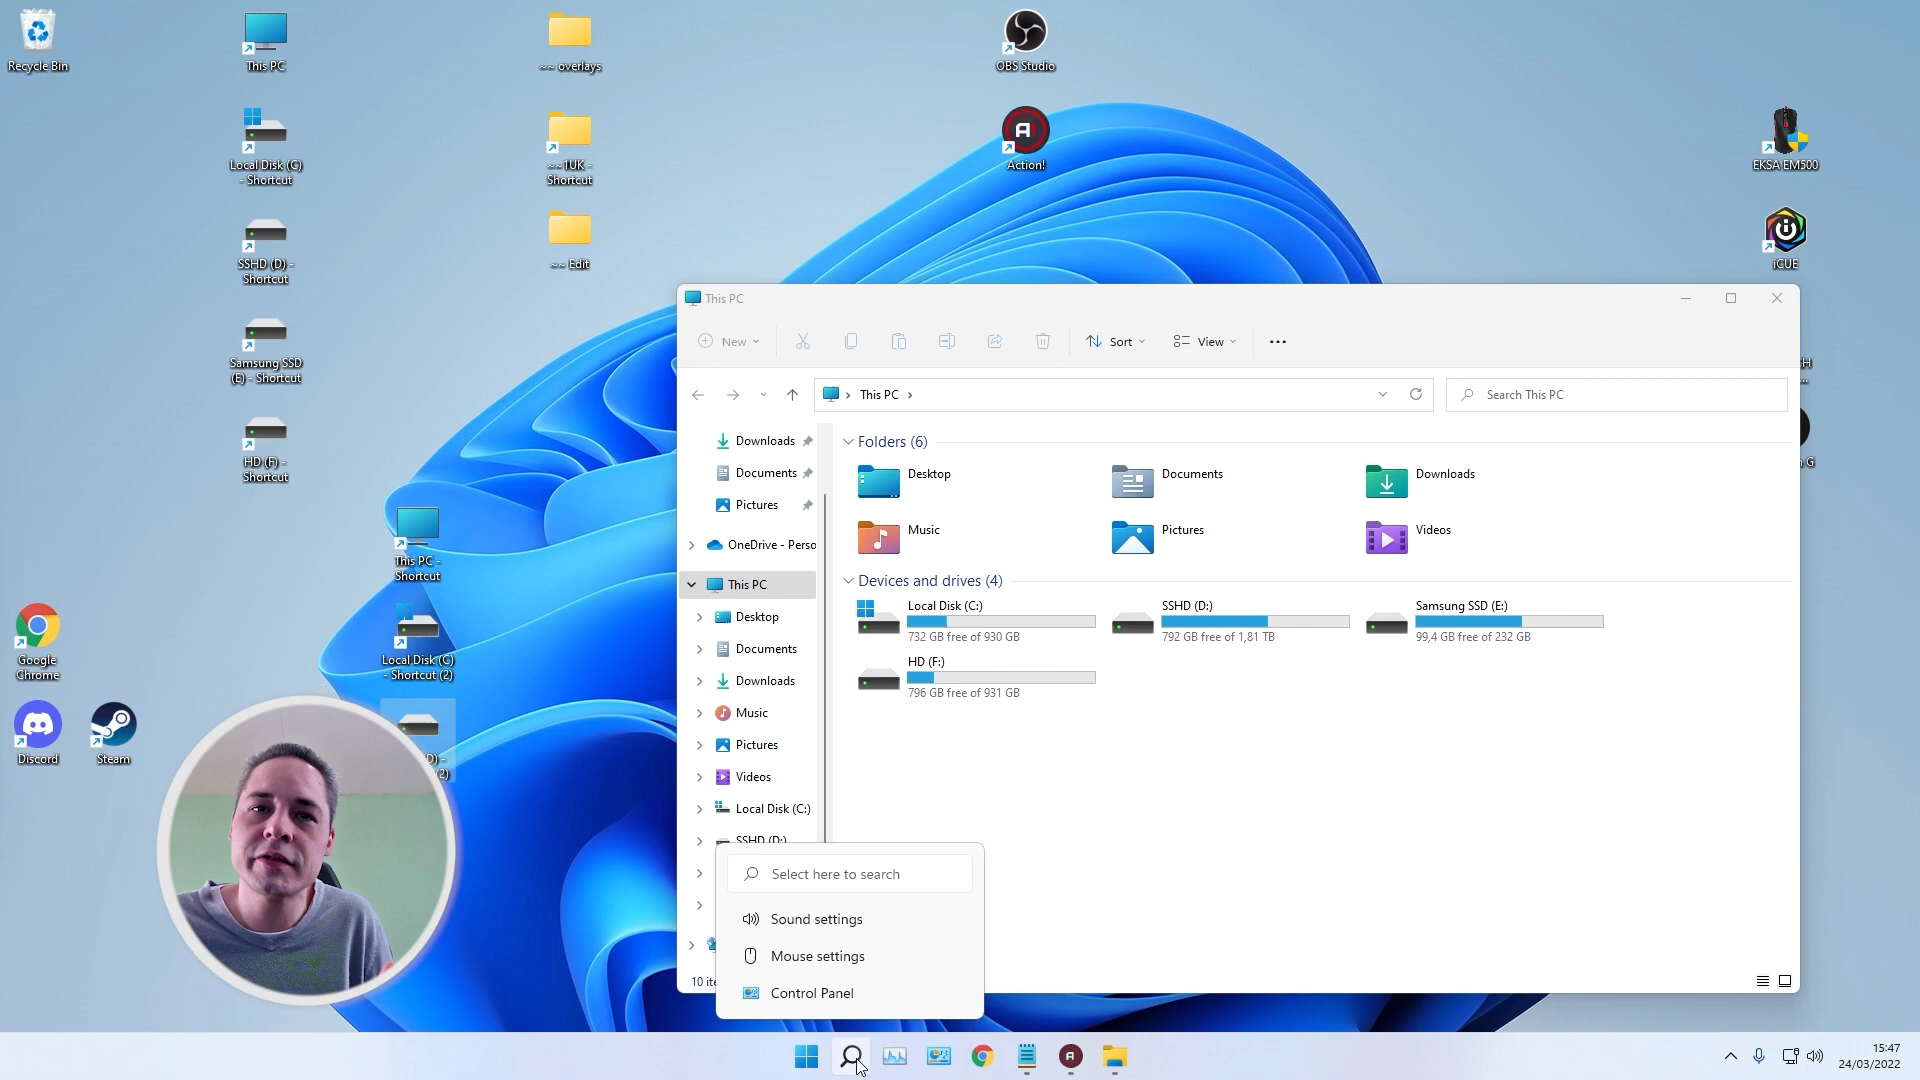 Recycle Bin
This PC
~~ overlays
OBS Studio
Local Disk (C)
- Shortcut
~~1UK -
Shortcut
Action!
EKSA EM500
SSHD (D) -
Shortcut
~~ Edit
iCUE
Samsung SSD
(E) - Shortcut
HD (F) -
Shortcut
This PC -
Shortcut
Local Disk (C)
- Shortcut (2)
D) -
(2)
Google
Chrome
Discord
Steam
H
...
G
This PC
New
Sort
View
This PC
Search This PC
Downloads
Documents
Pictures
OneDrive - Perso
This PC
Desktop
Documents
Downloads
Music
Pictures
Videos
Local Disk (C:)
SSHD (D:)
Folders (6)
Desktop
Documents
Downloads
Music
Pictures
Videos
Devices and drives (4)
Local Disk (C:)
732 GB free of 930 GB
SSHD (D:)
792 GB free of 1,81 TB
Samsung SSD (E:)
99,4 GB free of 232 GB
HD (F:)
796 GB free of 931 GB
10 ite
Select here to search
Sound settings
Mouse settings
Control Panel
15:47
24/03/2022